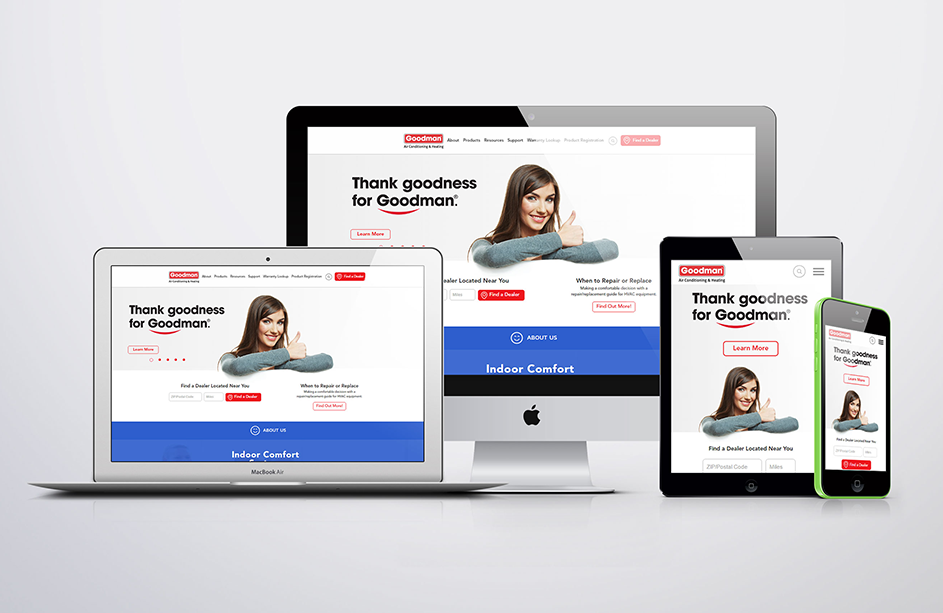 Goodman
Air Conditioning & Heating
About Products Resources Support Warranty Lookup Product Registration Find a Dealer
Thank goodness
for Goodman.®
Learn More
aler Located Near You
Miles Find a Dealer
When to Repair or Replace
Making a comfortable decision with a
repair/replacement guide for HVAC equipment.
Find Out More!
ABOUT US
Indoor Comfort
Goodman
Air Conditioning & Heating
About Products Resources Support Warranty Lookup Product Registration Find a Dealer
Thank goodness
for Goodman.®
Learn More
Find a Dealer Located Near You
ZIP/Postal Code Miles Find a Dealer
When to Repair or Replace
Making a comfortable decision with a
repair/replacement guide for HVAC equipment.
Find Out More!
ABOUT US
Indoor Comfort
MacBook Air
Goodman
Air Conditioning & Heating
Thank goodness
for Goodman.®
Learn More
Find a Dealer Located Near You
ZIP/Postal Code Miles
Goodman
Air Conditioning & Heating
Thank goodness
for Goodman.®
Learn More
Find a Dealer Located Near You
ZIP/Postal Code Miles
Find a Dealer